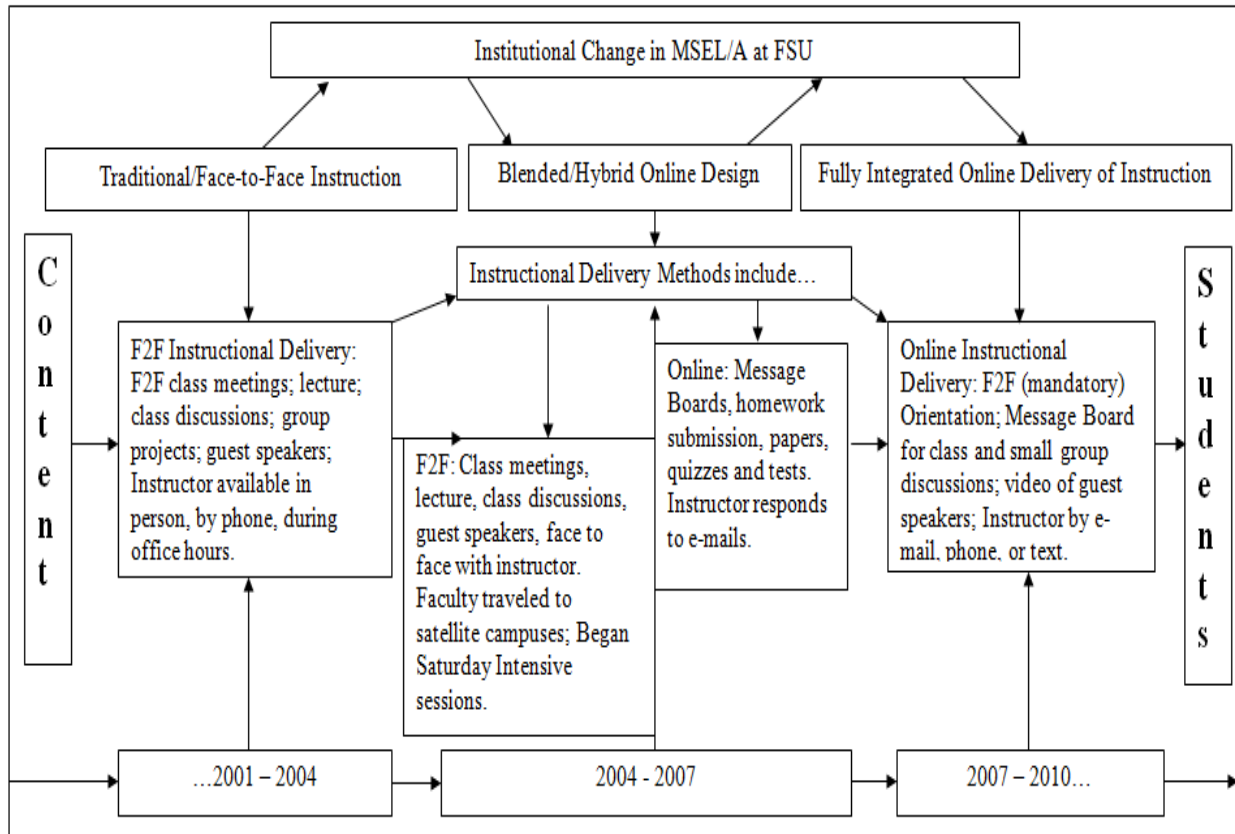 Institutional Change in MSEL/A at FSU
Traditional/Face-to-Face Instruction
Blended/Hybrid Online Design
Fully Integrated Online Delivery of Instruction
Content
Instructional Delivery Methods include…
Students
F2F Instructional Delivery:
F2F class meetings; lecture;
class discussions; group
projects; guest speakers;
Instructor available in
person, by phone, during
office hours.
F2F: Class meetings,
lecture, class discussions,
guest speakers, face to
face with instructor.
Faculty traveled to
satellite campuses; Began
Saturday Intensive
sessions.
Online: Message
Boards, homework
submission, papers,
quizzes and tests.
Instructor responds
to e-mails.
Online Instructional
Delivery: F2F (mandatory)
Orientation; Message Board
for class and small group
discussions; video of guest
speakers; Instructor by e-
mail, phone, or text.
…2001 – 2004
2004 - 2007
2007 – 2010…